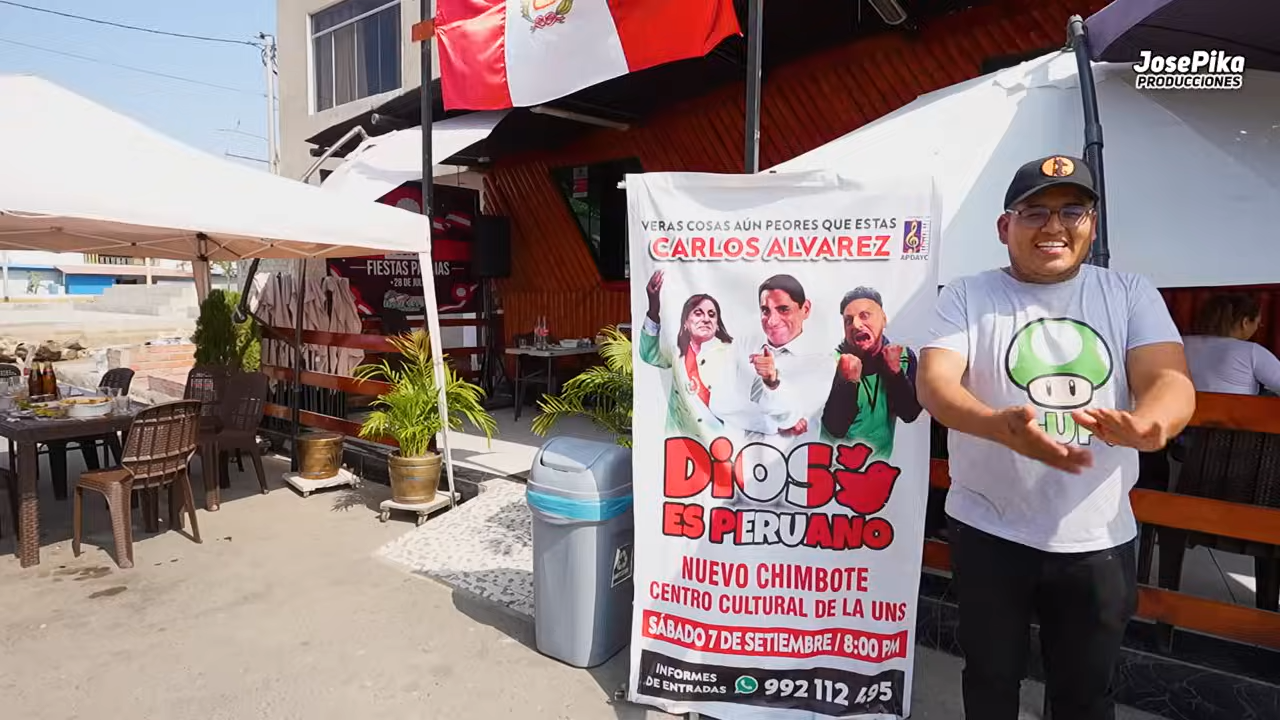 JosePika
PRODUCCIONES
VERAS COSAS AÚN PEORES QUE ESTAS
CARLOS ALVAREZ
APDAYC
DiOS
ES PERUANO
NUEVO CHIMBOTE
CENTRO CULTURAL DE LA UNS
SÁBADO 7 DE SETIEMBRE / 8:00 PM
INFORMES
DE ENTRADAS
992 112 495
FIESTAS PATRIAS
28 DE JUL
1-UP